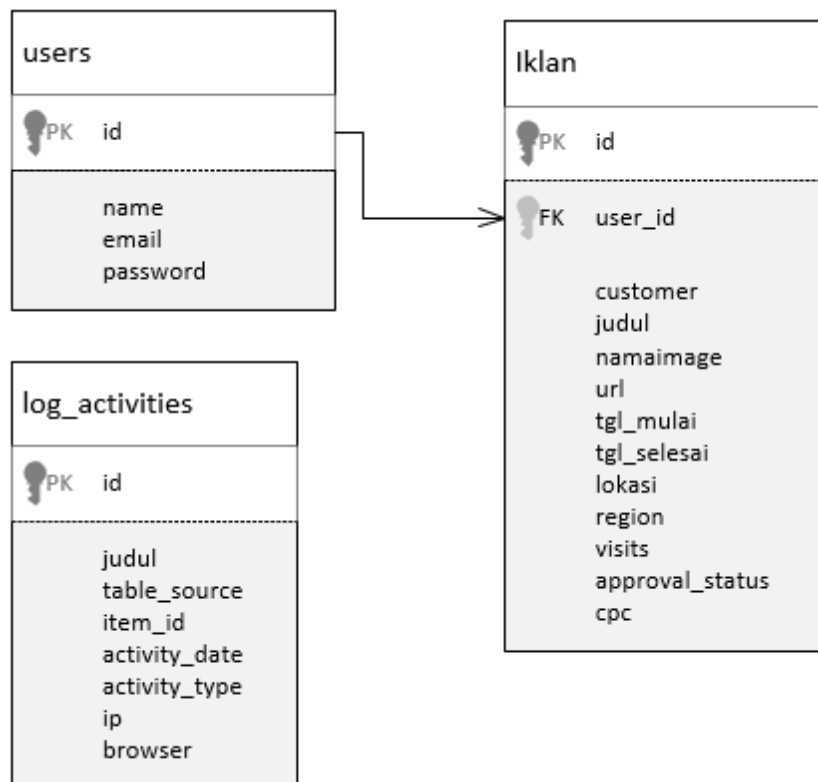 users
PK id
name
email
password
log_activities
PK id
judul
table_source
item_id
activity_date
activity_type
ip
browser
Iklan
PK id
FK user_id
customer
judul
namaimage
url
tgl_mulai
tgl_selesai
lokasi
region
visits
approval_status
cpc